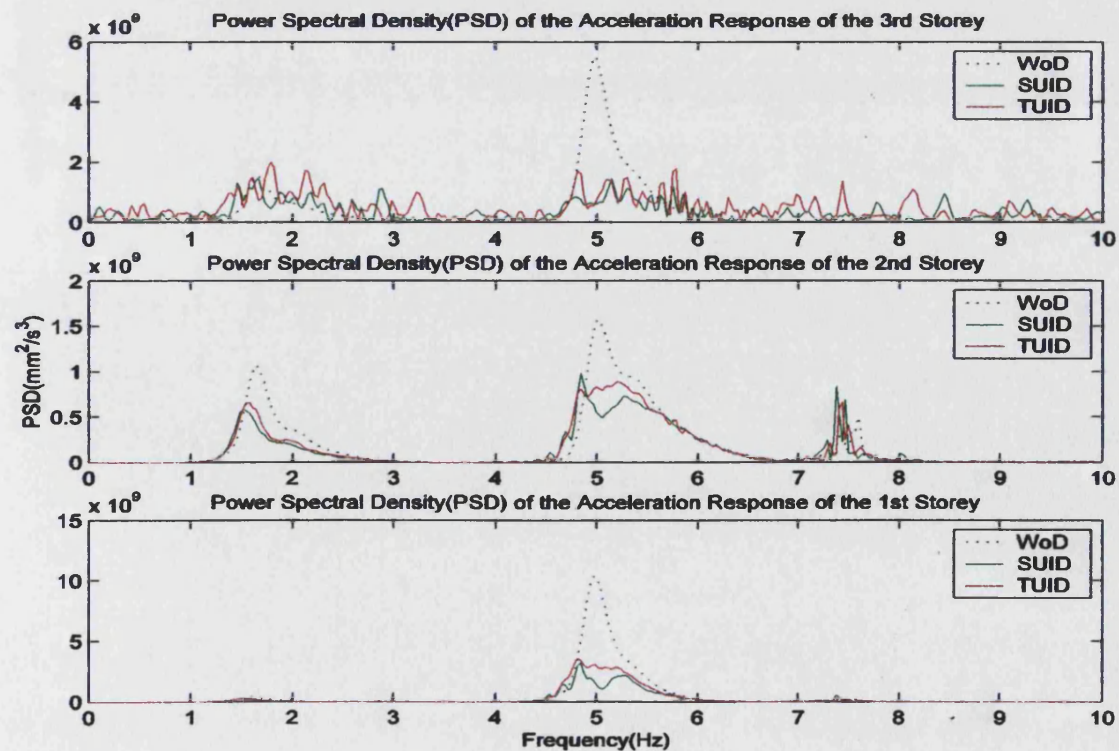 Power Spectral Density(PSD) of the Acceleration Response of the 3rd Storey
x 10⁹
6
4
2
0
0 1 2 3 4 5 6 7 8 9 10
WoD
SUID
TUID
Power Spectral Density(PSD) of the Acceleration Response of the 2nd Storey
x 10⁹
2
1.5
1
0.5
0
0 1 2 3 4 5 6 7 8 9 10
WoD
SUID
TUID
PSD(mm²/s³)
Power Spectral Density(PSD) of the Acceleration Response of the 1st Storey
x 10⁹
15
10
5
0
0 1 2 3 4 5 6 7 8 9 10
WoD
SUID
TUID
Frequency(Hz)